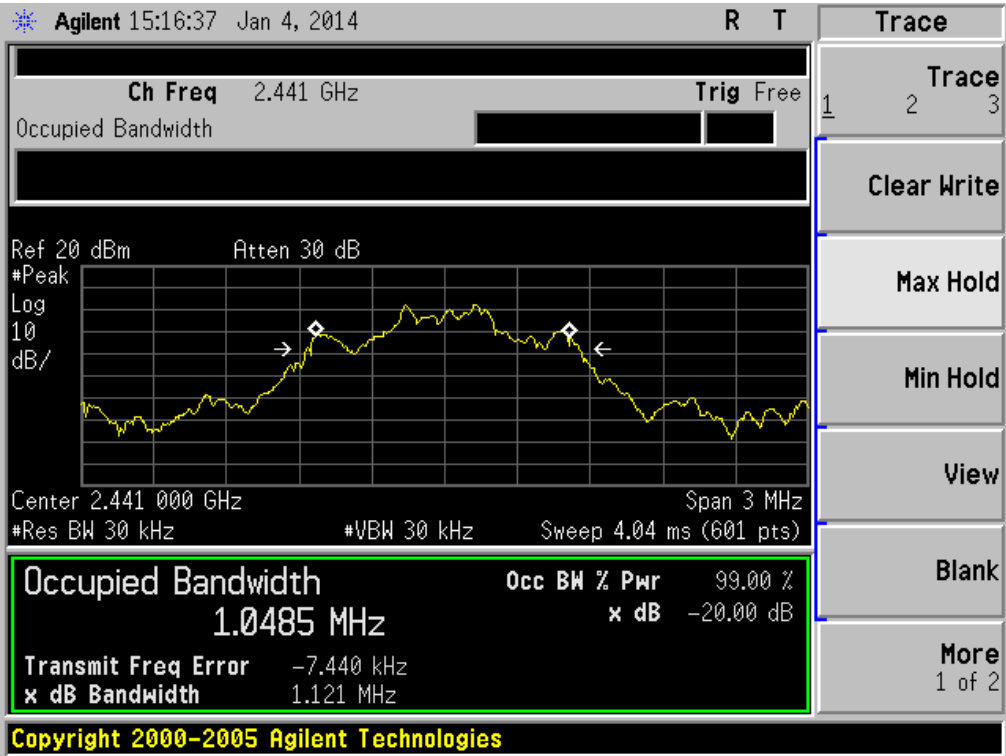 Agilent 15:16:37 Jan 4, 2014 R T
Trace
Ch Freq 2.441 GHz Trig Free
Occupied Bandwidth
Ref 20 dBm Atten 30 dB
#Peak
Log
10
dB/
Center 2.441 000 GHz Span 3 MHz
#Res BW 30 kHz #VBW 30 kHz Sweep 4.04 ms (601 pts)
Occupied Bandwidth Occ BW % Pwr 99.00 %
1.0485 MHz x dB -20.00 dB
Transmit Freq Error -7.440 kHz
x dB Bandwidth 1.121 MHz
Trace
1 2 3
Clear Write
Max Hold
Min Hold
View
Blank
More
1 of 2
Copyright 2000-2005 Agilent Technologies